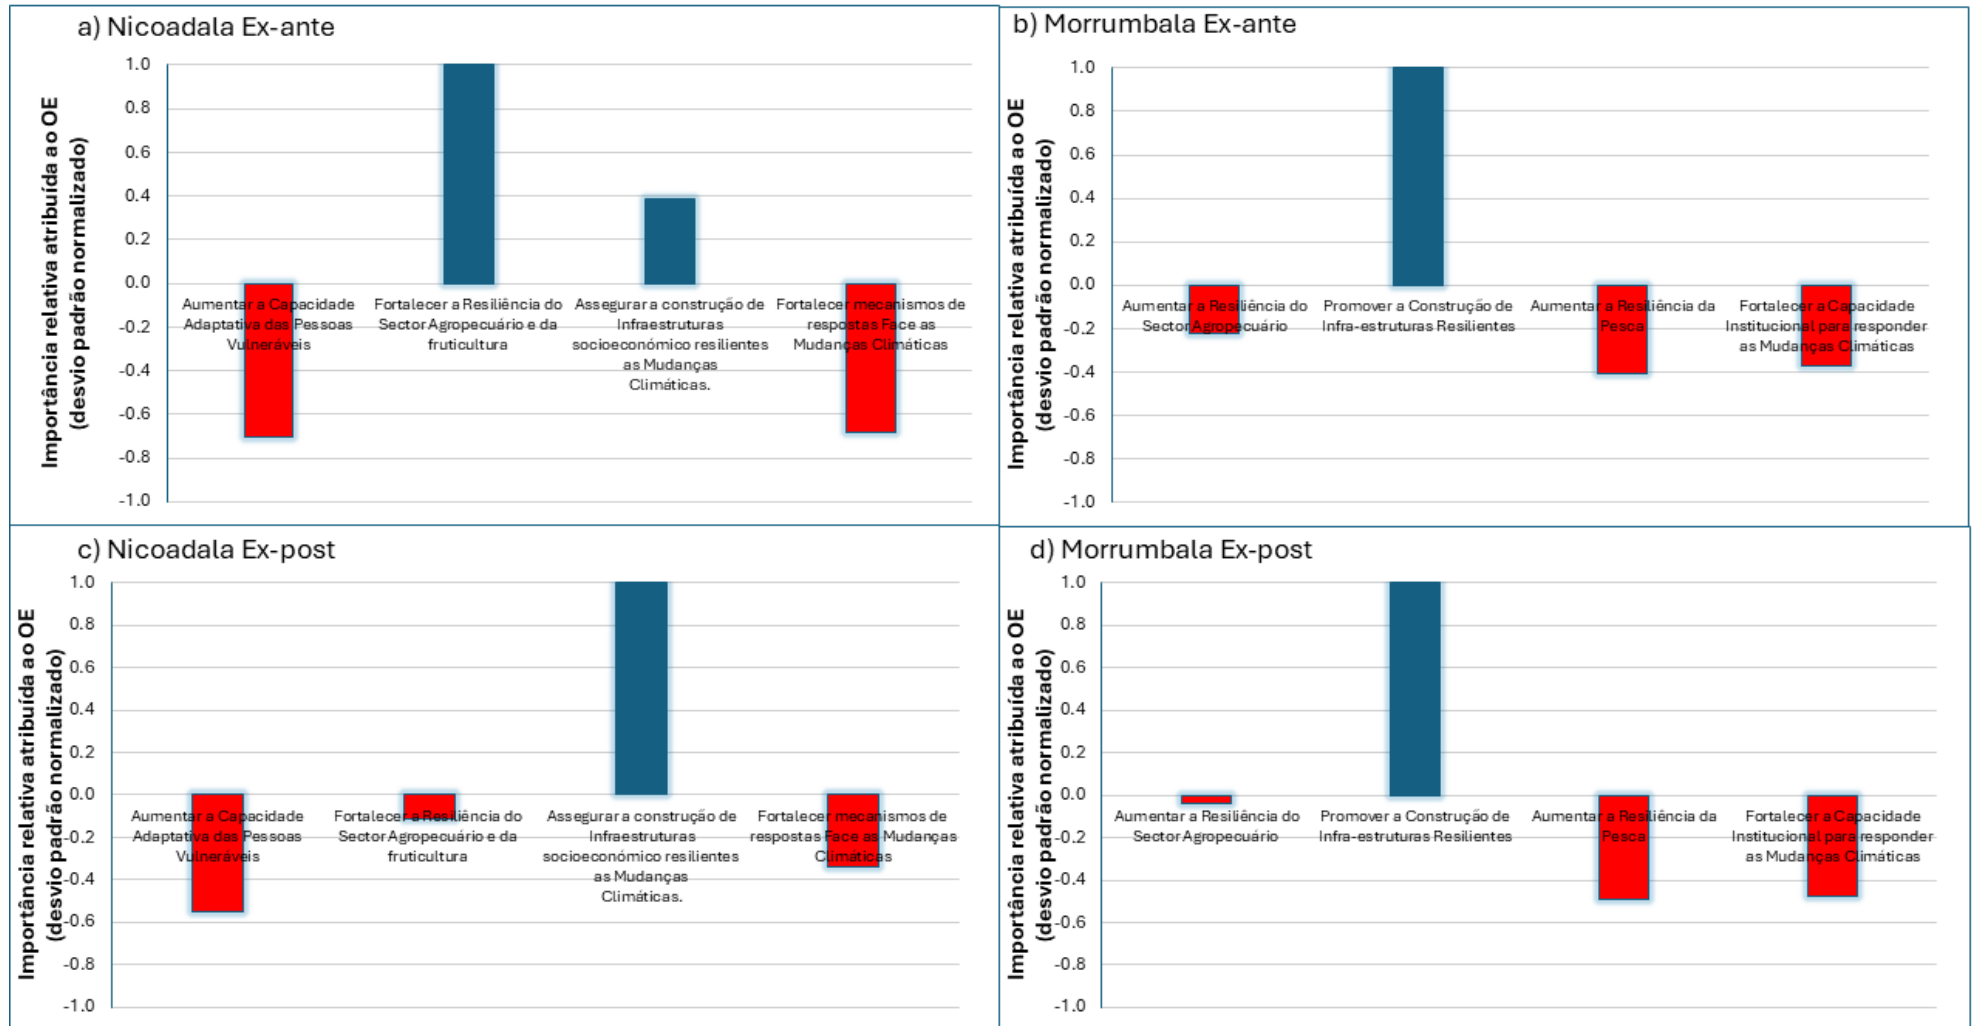 a) Nicoadala Ex-ante
Importância relativa atribuída ao OE
(desvio padrão normalizado)
1.0
0.8
0.6
0.4
0.2
0.0
-0.2
-0.4
-0.6
-0.8
-1.0
Aumentar a Capacidade
Adaptativa das Pessoas
Vulneráveis
Fortalecer a Resiliência do
Sector Agropecuário e da
fruticultura
Assegurar a construção de
Infraestruturas
socioeconómico resilientes
as Mudanças
Climáticas.
Fortalecer mecanismos de
respostas Face as
Mudanças Climáticas
b) Morrumbala Ex-ante
Importância relativa atribuída ao OE
(desvio padrão normalizado)
1.0
0.8
0.6
0.4
0.2
0.0
-0.2
-0.4
-0.6
-0.8
-1.0
Aumentar a Resiliência do
Sector Agropecuário
Promover a Construção de
Infra-estruturas Resilientes
Aumentar a Resiliência da
Pesca
Fortalecer a Capacidade
Institucional para responder
as Mudanças Climáticas
c) Nicoadala Ex-post
Importância relativa atribuída ao OE
(desvio padrão normalizado)
1.0
0.8
0.6
0.4
0.2
0.0
-0.2
-0.4
-0.6
-0.8
-1.0
Aumentar a Capacidade
Adaptativa das Pessoas
Vulneráveis
Fortalecer a Resiliência do
Sector Agropecuário e da
fruticultura
Assegurar a construção de
Infraestruturas
socioeconómico resilientes
as Mudanças
Climáticas.
Fortalecer mecanismos de
respostas Face as Mudanças
Climáticas
d) Morrumbala Ex-post
Importância relativa atribuída ao OE
(desvio padrão normalizado)
1.0
0.8
0.6
0.4
0.2
0.0
-0.2
-0.4
-0.6
-0.8
-1.0
Aumentar a Resiliência do
Sector Agropecuário
Promover a Construção de
Infra-estruturas Resilientes
Aumentar a Resiliência da
Pesca
Fortalecer a Capacidade
Institucional para responder
as Mudanças Climáticas